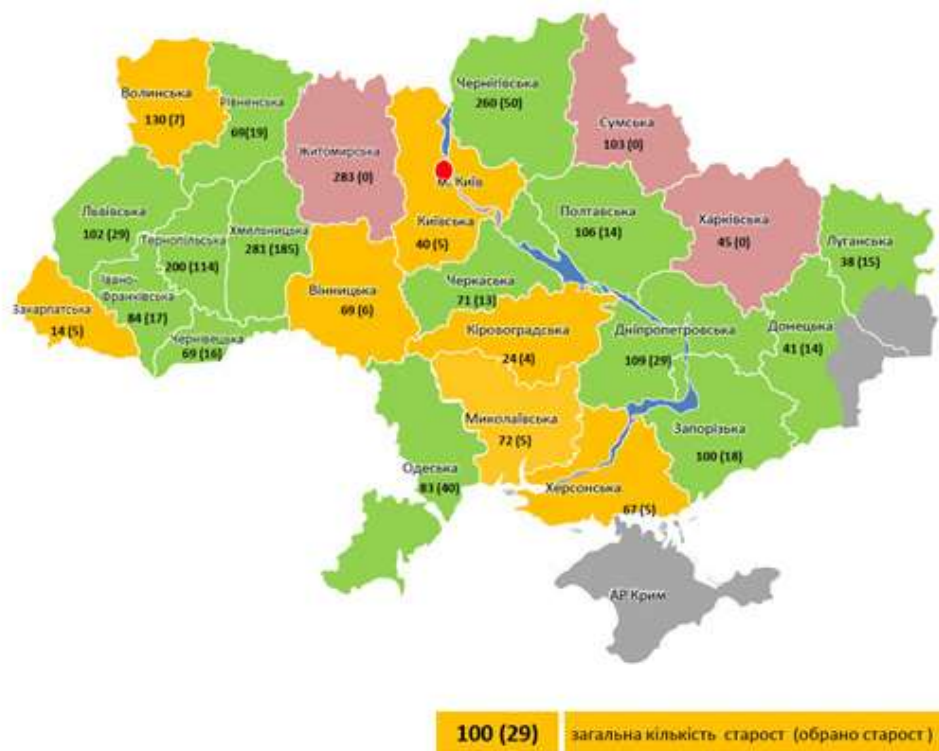 Волинська
130 (7)
Рівненська
69(19)
Житомирська
283 (0)
м. Київ
Київська
40 (5)
Чернігівська
260 (50)
Сумська
103 (0)
Львівська
102 (29)
Тернопільська
200 (114)
Хмельницька
281 (185)
Полтавська
106 (14)
Харківська
45 (0)
Луганська
38 (15)
Закарпатська
14 (5)
Івано-
Франківська
84 (17)
Чернівецька
69 (16)
Вінницька
69 (6)
Черкаська
71 (13)
Кіровоградська
24 (4)
Дніпропетровська
109 (29)
Донецька
41 (14)
Миколаївська
72 (5)
Запорізька
100 (18)
Одеська
83 (40)
Херсонська
67 (5)
АР Крим
100 (29) загальна кількість старост (обрано старост )